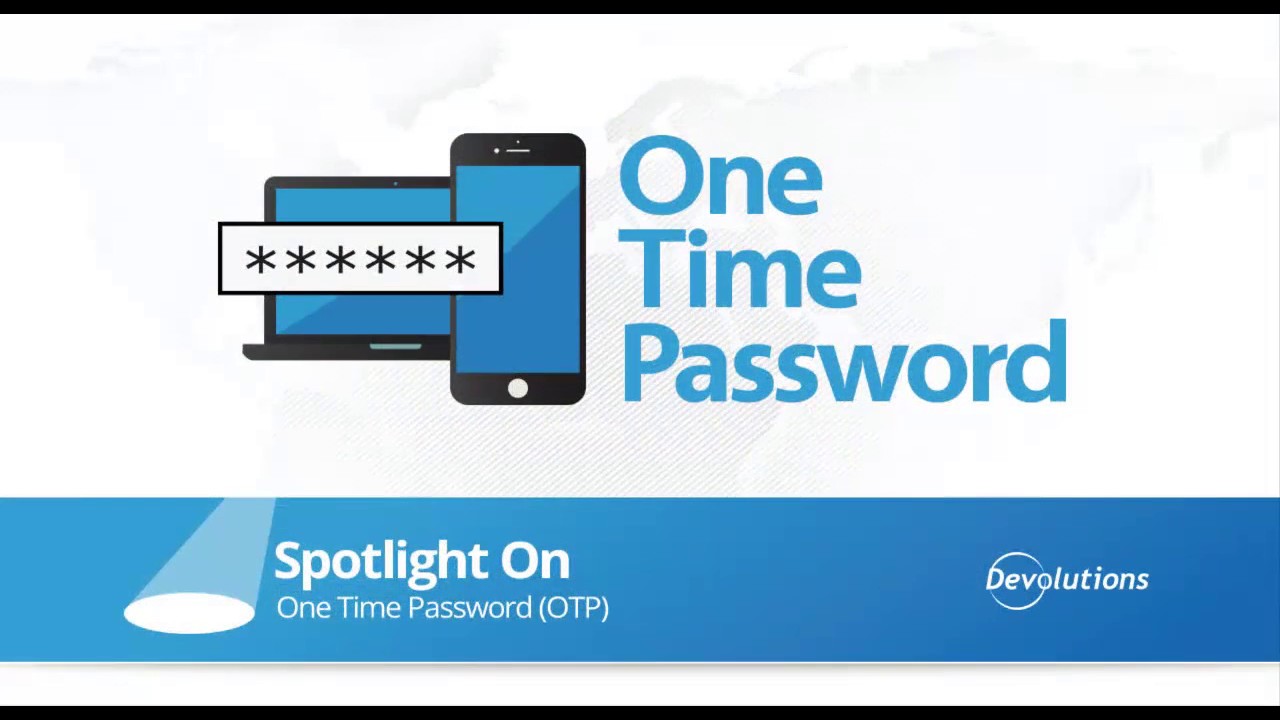 ******
One
Time
Password
Spotlight On
One Time Password (OTP)
Devolutions